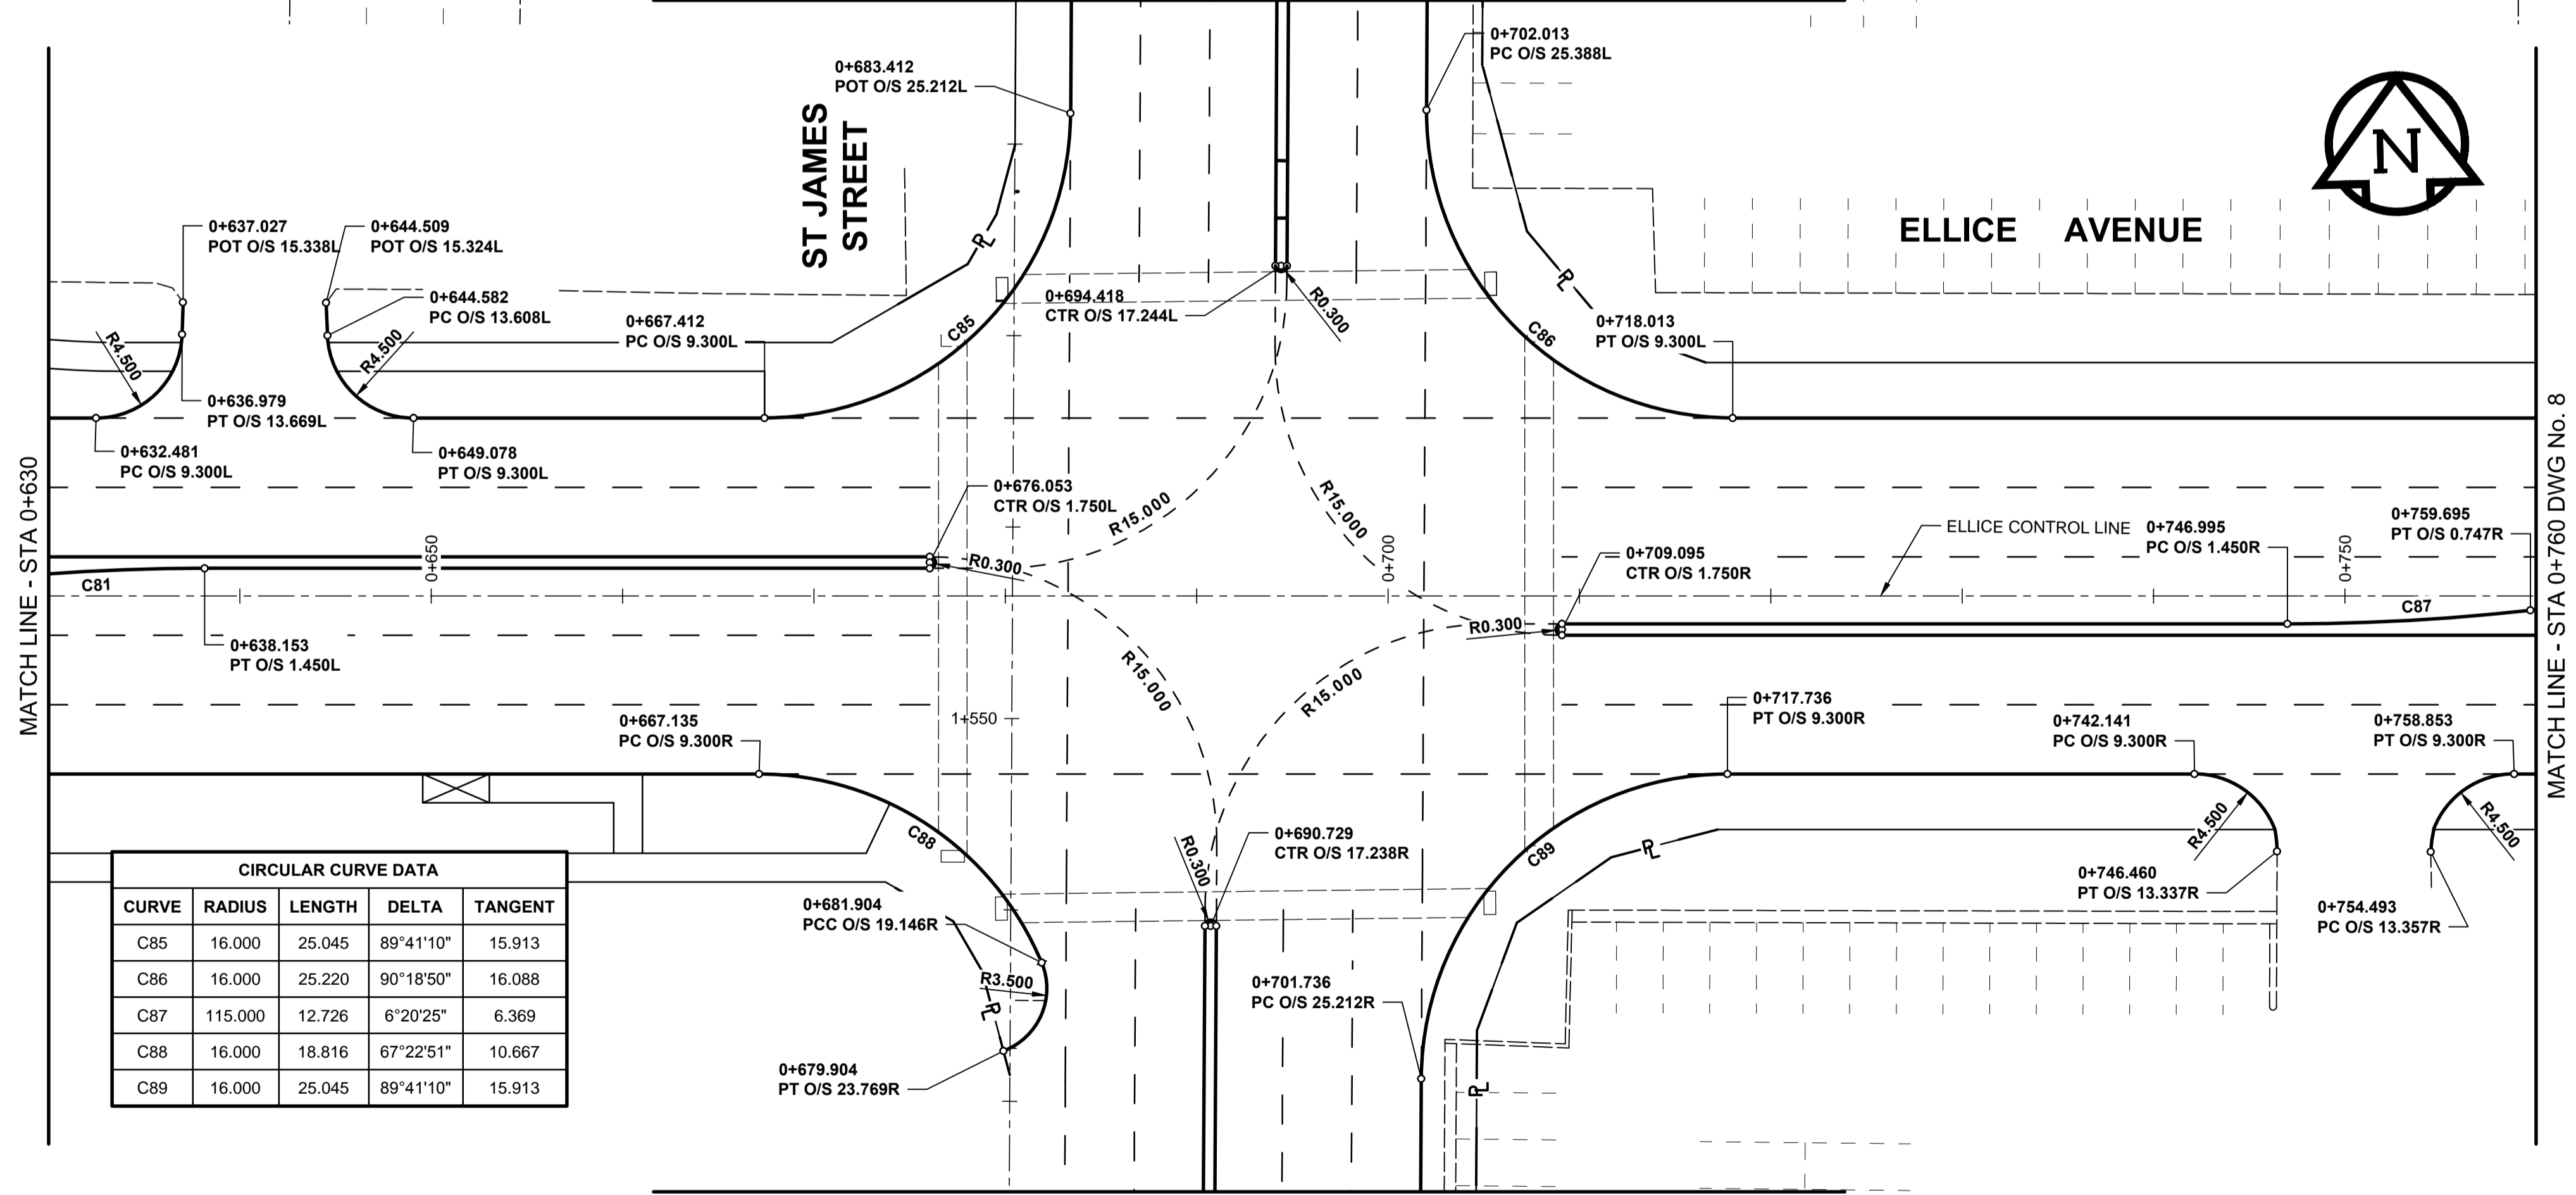 0+702.013
PC O/S 25.388L
0+683.412
POT O/S 25.212L
ST JAMES
STREET
N
ELLICE AVENUE
0+637.027
POT O/S 15.338L
0+644.509
POT O/S 15.324L
0+644.582
PC O/S 13.608L
0+667.412
PC O/S 9.300L
0+694.418
CTR O/S 17.244L
R0.300
0+718.013
PT O/S 9.300L
PL
PL
C85
C86
R4.500
R4.500
0+636.979
PT O/S 13.669L
0+632.481
PC O/S 9.300L
0+649.078
PT O/S 9.300L
0+676.053
CTR O/S 1.750L
R15.000
R15.000
ELLICE CONTROL LINE
0+746.995
PC O/S 1.450R
0+759.695
PT O/S 0.747R
0+650
0+700
0+750
R0.300
0+709.095
CTR O/S 1.750R
C81
C87
MATCH LINE - STA 0+630
MATCH LINE - STA 0+760 DWG No. 8
0+638.153
PT O/S 1.450L
R0.300
R15.000
R15.000
1+550
0+667.135
PC O/S 9.300R
0+717.736
PT O/S 9.300R
0+742.141
PC O/S 9.300R
0+758.853
PT O/S 9.300R
C88
C89
R4.500
R4.500
PL
R0.300
0+690.729
CTR O/S 17.238R
0+746.460
PT O/S 13.337R
0+754.493
PC O/S 13.357R
0+681.904
PCC O/S 19.146R
R3.500
PL
0+701.736
PC O/S 25.212R
0+679.904
PT O/S 23.769R
PL
CIRCULAR CURVE DATA
CURVE RADIUS LENGTH DELTA TANGENT
C85 16.000 25.045 89°41'10" 15.913
C86 16.000 25.220 90°18'50" 16.088
C87 115.000 12.726 6°20'25" 6.369
C88 16.000 18.816 67°22'51" 10.667
C89 16.000 25.045 89°41'10" 15.913